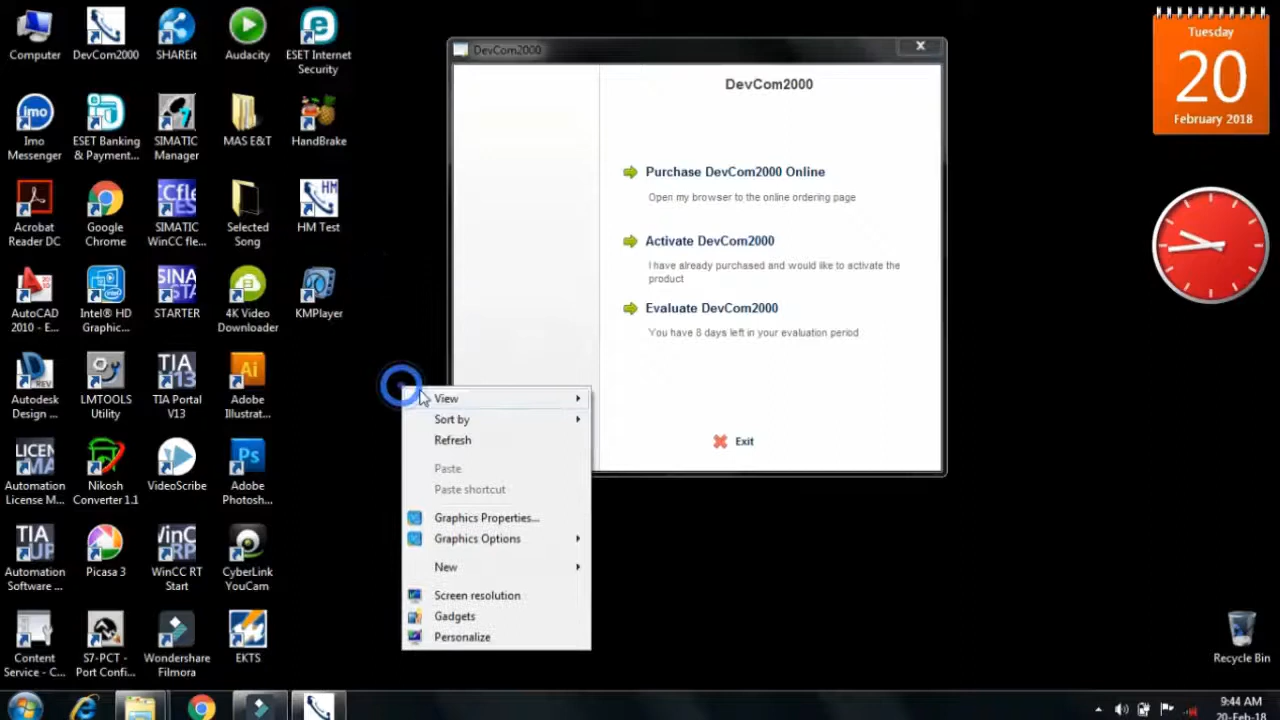 Computer
DevCom2000
SHAREit
Audacity
ESET Internet
Security
Imo
Messenger
ESET Banking
& Payment...
SIMATIC
Manager
MAS E&T
HandBrake
Acrobat
Reader DC
Google
Chrome
SIMATIC
WinCC fle...
Selected
Song
HM Test
AutoCAD
2010 - E...
Intel® HD
Graphic...
STARTER
4K Video
Downloader
KMPlayer
Autodesk
Design ...
LMTOOLS
Utility
TIA Portal
V13
Adobe
Illustrat...
Automation
License M...
Nikosh
Converter 1.1
VideoScribe
Adobe
Photosh...
Automation
Software ...
Picasa 3
WinCC RT
Start
CyberLink
YouCam
Content
Service - C...
S7-PCT -
Port Confi...
Wondershare
Filmora
EKTS
DevCom2000
DevCom2000
Purchase DevCom2000 Online
Open my browser to the online ordering page
Activate DevCom2000
I have already purchased and would like to activate the
product
Evaluate DevCom2000
You have 8 days left in your evaluation period
Exit
View
Sort by
Refresh
Paste
Paste shortcut
Graphics Properties...
Graphics Options
New
Screen resolution
Gadgets
Personalize
Tuesday
20
February 2018
Recycle Bin
9:44 AM
20-Feb-18